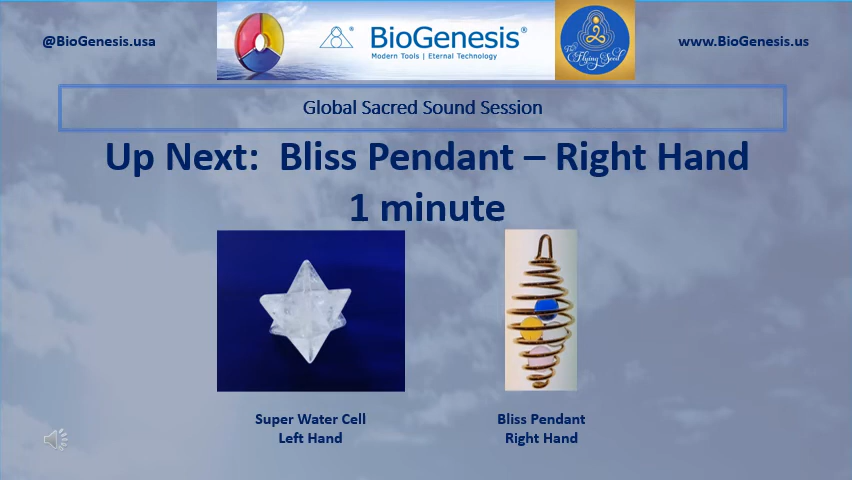 @BioGenesis.usa
BioGenesis®
Modern Tools | Eternal Technology
The
Flying Seed
www.BioGenesis.us
Global Sacred Sound Session
Up Next:  Bliss Pendant – Right Hand
1 minute
Super Water Cell
Left Hand
Bliss Pendant
Right Hand